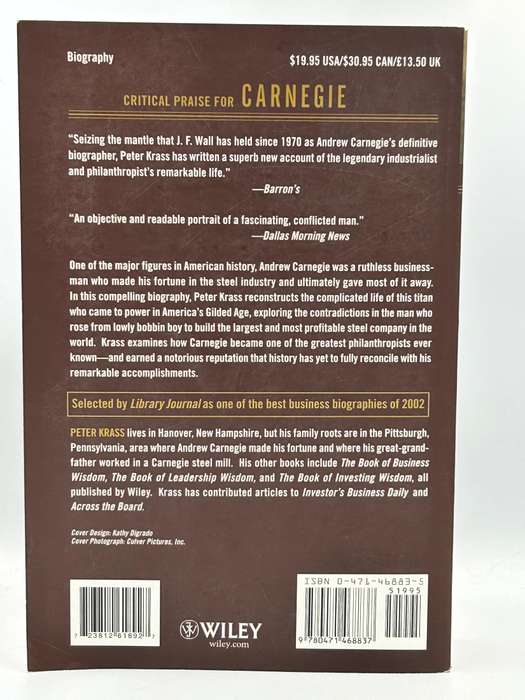 Biography
$19.95 USA/$30.95 CAN/£13.50 UK
CRITICAL PRAISE FOR CARNEGIE
“Seizing the mantle that J. F. Wall has held since 1970 as Andrew Carnegie’s definitive
biographer, Peter Krass has written a superb new account of the legendary industrialist
and philanthropist’s remarkable life.”
—Barron’s
“An objective and readable portrait of a fascinating, conflicted man.”
—Dallas Morning News
One of the major figures in American history, Andrew Carnegie was a ruthless business-
man who made his fortune in the steel industry and ultimately gave most of it away.
In this compelling biography, Peter Krass reconstructs the complicated life of this titan
who came to power in America’s Gilded Age, exploring the contradictions in the man who
rose from lowly bobbin boy to build the largest and most profitable steel company in the
world. Krass examines how Carnegie became one of the greatest philanthropists ever
known—and earned a notorious reputation that history has yet to fully reconcile with his
remarkable accomplishments.
Selected by Library Journal as one of the best business biographies of 2002
PETER KRASS lives in Hanover, New Hampshire, but his family roots are in the Pittsburgh,
Pennsylvania, area where Andrew Carnegie made his fortune and where his great-grand-
father worked in a Carnegie steel mill. His other books include The Book of Business
Wisdom, The Book of Leadership Wisdom, and The Book of Investing Wisdom, all
published by Wiley. Krass has contributed articles to Investor’s Business Daily and
Across the Board.
Cover Design: Kathy Digrado
Cover Photograph: Culver Pictures, Inc.
7 23812 61692 7
WILEY
wiley.com
ISBN 0-471-46883-5
51995
9 780471 468837